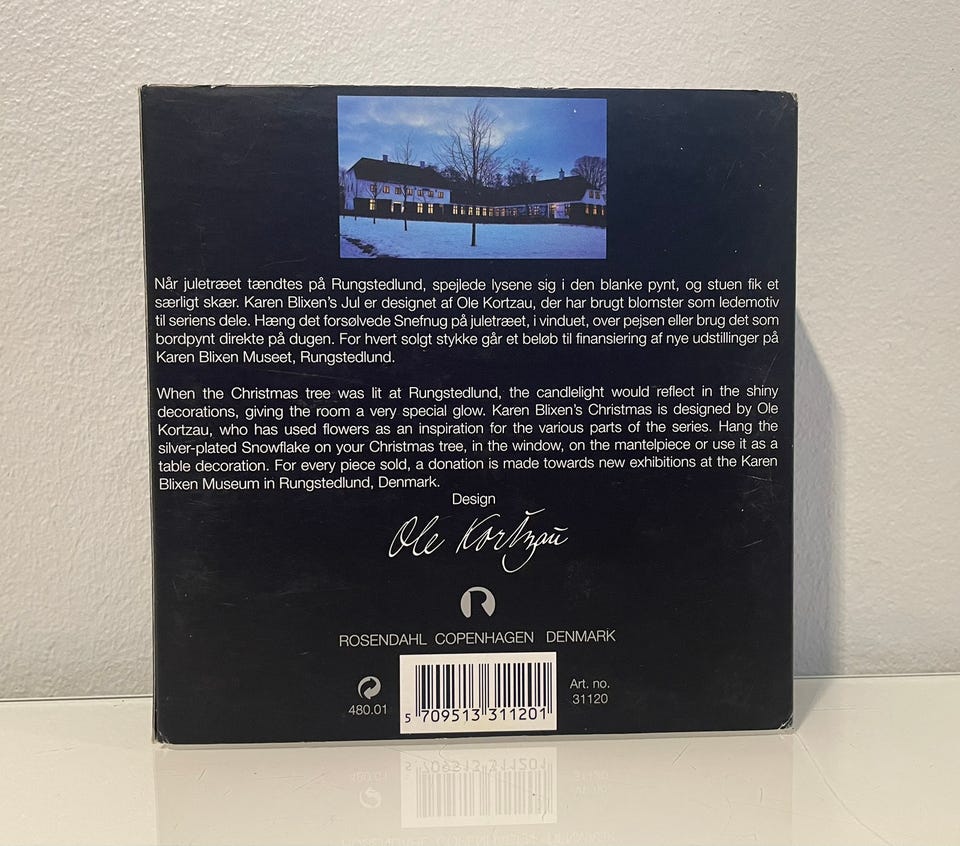 Når juletræet tændtes på Rungstedlund, spejlede lysene sig i den blanke pynt, og stuen fik et
særligt skær. Karen Blixen's Jul er designet af Ole Kortzau, der har brugt blomster som ledemotiv
til seriens dele. Hæng det forsølvede Snefnug på juletræet, i vinduet, over pejsen eller brug det som
bordpynt direkte på dugen. For hvert solgt stykke går et beløb til finansiering af nye udstillinger på
Karen Blixen Museet, Rungstedlund.
When the Christmas tree was lit at Rungstedlund, the candlelight would reflect in the shiny
decorations, giving the room a very special glow. Karen Blixen's Christmas is designed by Ole
Kortzau, who has used flowers as an inspiration for the various parts of the series. Hang the
silver-plated Snowflake on your Christmas tree, in the window, on the mantelpiece or use it as a
table decoration. For every piece sold, a donation is made towards new exhibitions at the Karen
Blixen Museum in Rungstedlund, Denmark.
Design
Ole Kortzau
R
ROSENDAHL COPENHAGEN DENMARK
480.01
5 709513 311201
Art. no.
31120